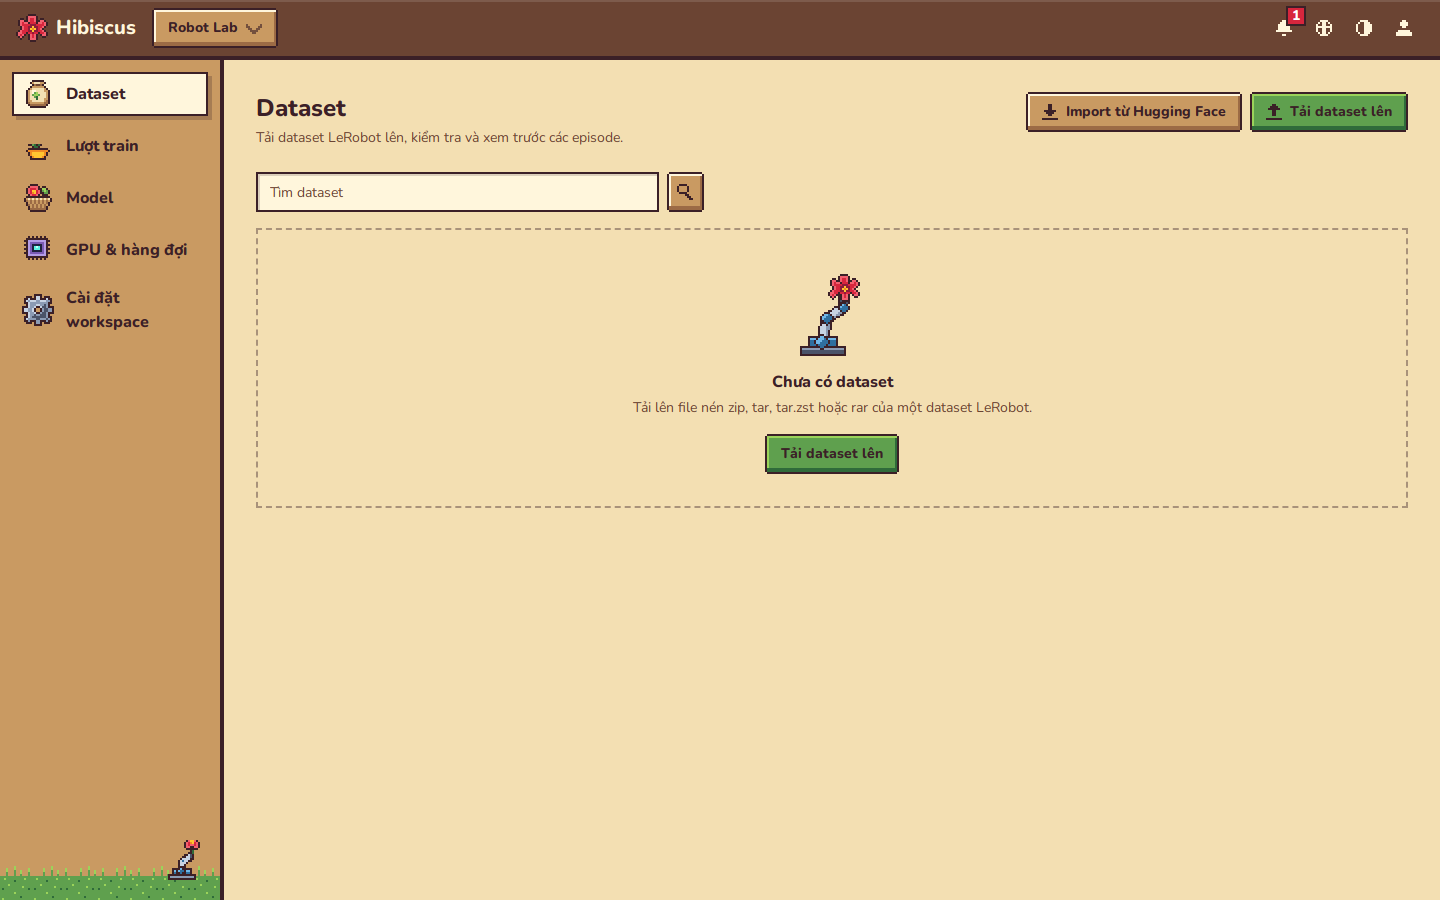 Hibiscus
Robot Lab
1
Dataset
Lượt train
Model
GPU & hàng đợi
Cài đặt
workspace
Dataset
Tải dataset LeRobot lên, kiểm tra và xem trước các episode.
Import từ Hugging Face
Tải dataset lên
Tìm dataset
Chưa có dataset
Tải lên file nén zip, tar, tar.zst hoặc rar của một dataset LeRobot.
Tải dataset lên